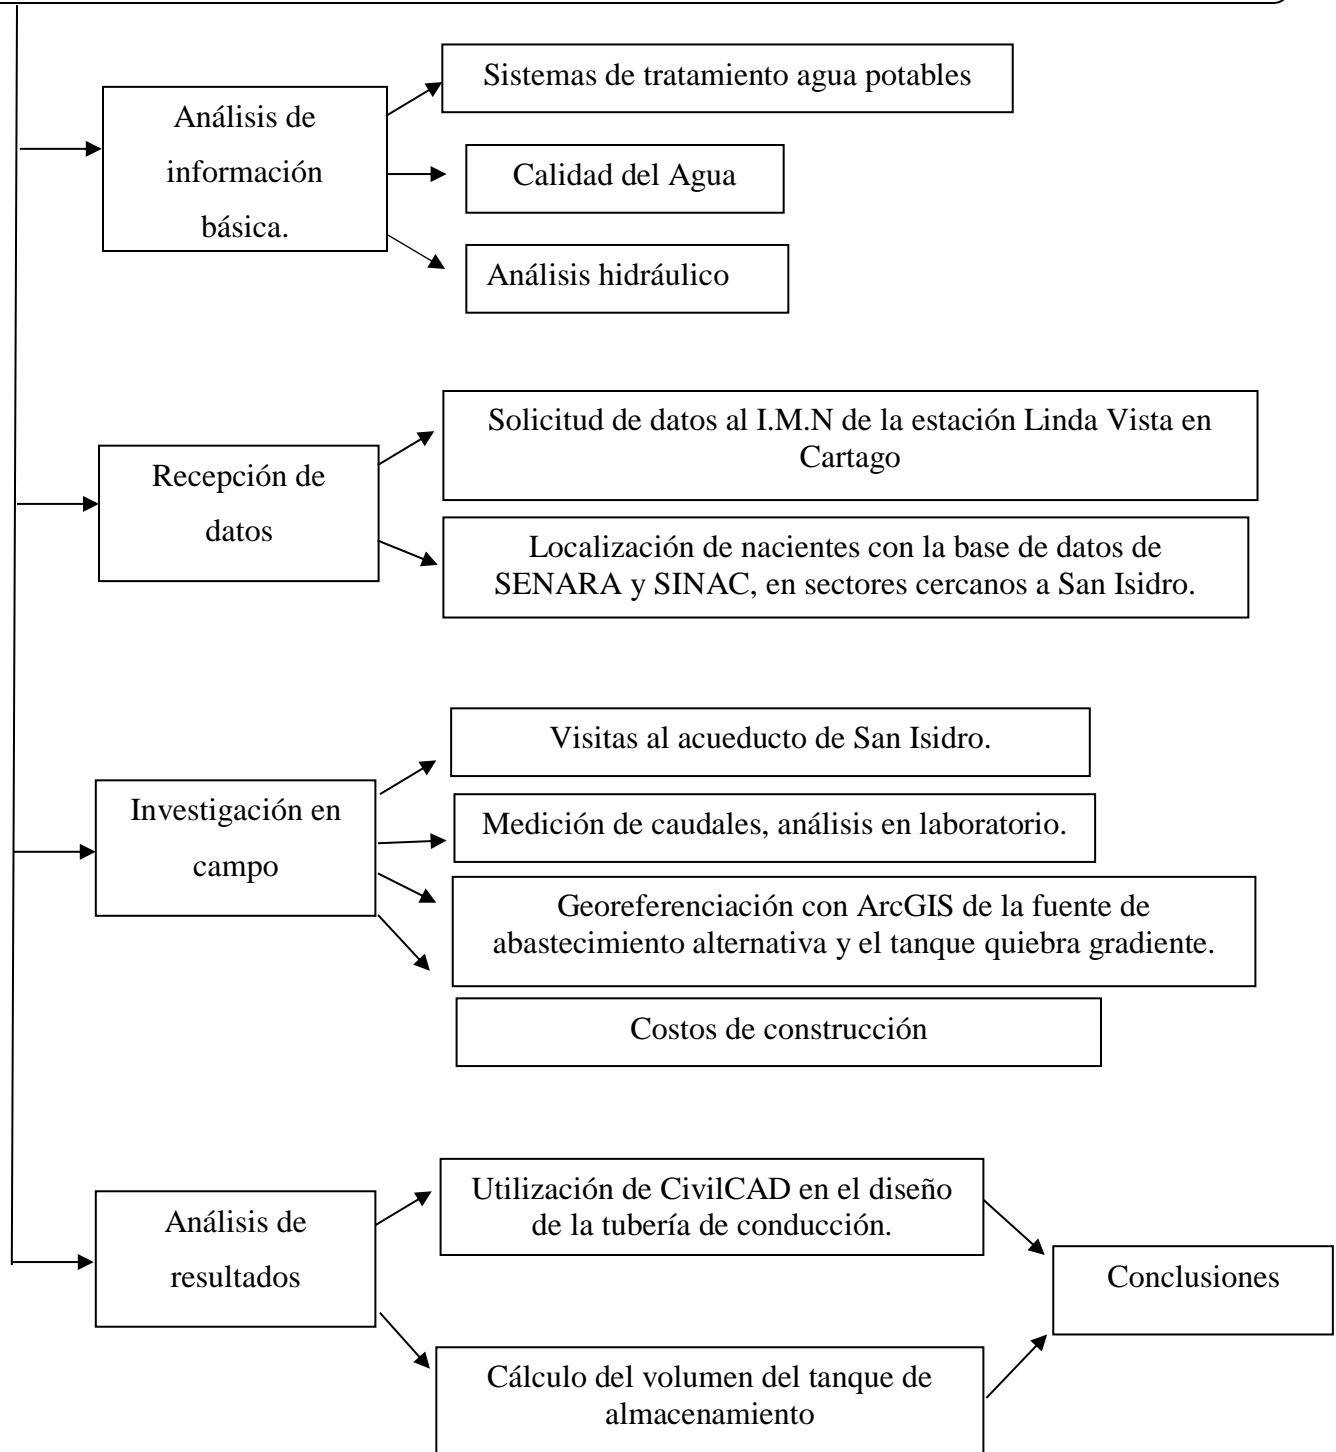 Sistemas de tratamiento agua potables
Análisis de
información
básica.
Calidad del Agua
Análisis hidráulico
Solicitud de datos al I.M.N de la estación Linda Vista en
Cartago
Recepción de
datos
Localización de nacientes con la base de datos de
SENARA y SINAC, en sectores cercanos a San Isidro.
Visitas al acueducto de San Isidro.
Investigación en
campo
Medición de caudales, análisis en laboratorio.
Georeferenciación con ArcGIS de la fuente de
abastecimiento alternativa y el tanque quiebra gradiente.
Costos de construcción
Análisis de
resultados
Utilización de CivilCAD en el diseño
de la tubería de conducción.
Conclusiones
Cálculo del volumen del tanque de
almacenamiento